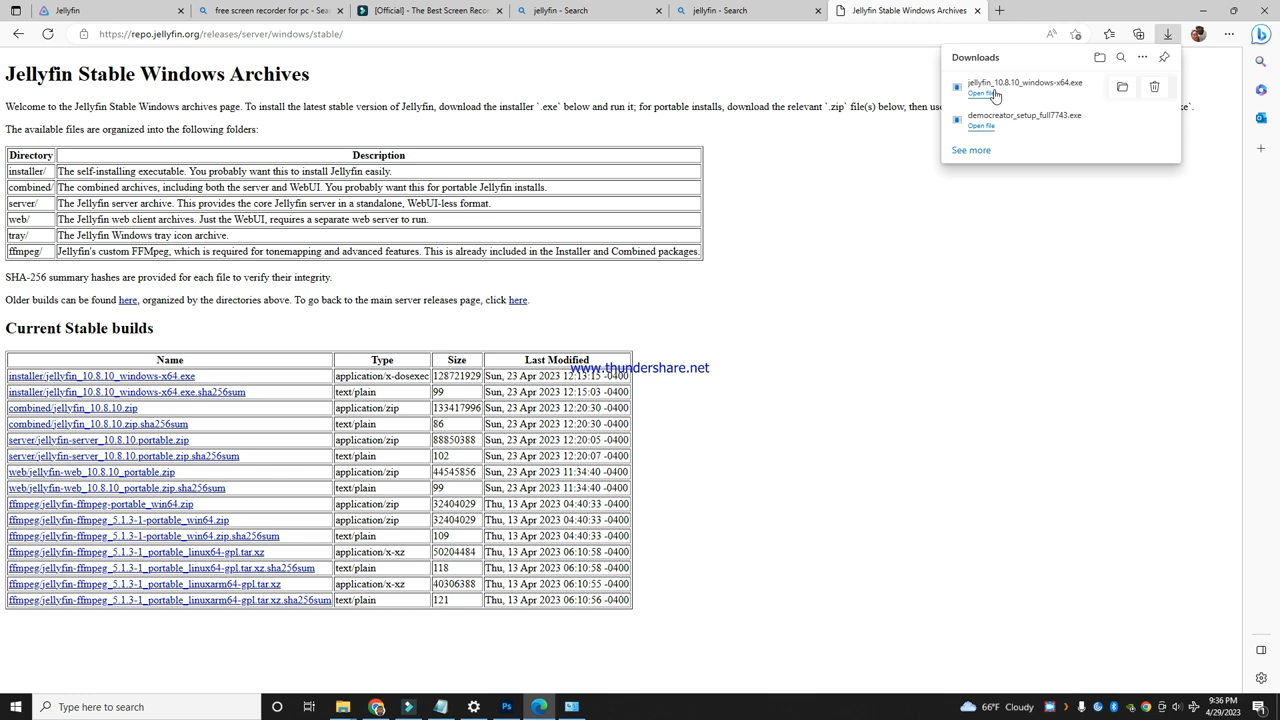 Jellyfin
free screen recorder for pc - Sea
[Official] - The Best Screen Recor
jellyfin - Search
jellyfin - Search
Jellyfin Stable Windows Archives
https://repo.jellyfin.org/releases/server/windows/stable/
Downloads
jellyfin_10.8.10_windows-x64.exe
Open file
democreator_setup_full7743.exe
Open file
See more
Jellyfin Stable Windows Archives
Welcome to the Jellyfin Stable Windows archives page. To install the latest stable version of Jellyfin, download the installer `.exe` below and run it; for portable installs, download the relevant `.zip` file(s) below, then use
The available files are organized into the following folders:
Directory Description
installer/ The self-installing executable. You probably want this to install Jellyfin easily.
combined/ The combined archives, including both the server and WebUI. You probably want this for portable Jellyfin installs.
server/ The Jellyfin server archive. This provides the core Jellyfin server in a standalone, WebUI-less format.
web/ The Jellyfin web client archives. Just the WebUI, requires a separate web server to run.
tray/ The Jellyfin Windows tray icon archive.
ffmpeg/ Jellyfin's custom FFMpeg, which is required for tonemapping and advanced features. This is already included in the Installer and Combined packages.
SHA-256 summary hashes are provided for each file to verify their integrity.
Older builds can be found here, organized by the directories above. To go back to the main server releases page, click here.
Current Stable builds
Name Type Size Last Modified
www.thundershare.net
installer/jellyfin_10.8.10_windows-x64.exe application/x-dosexec 128721929 Sun, 23 Apr 2023 12:13:15 -0400
installer/jellyfin_10.8.10_windows-x64.exe.sha256sum text/plain 99 Sun, 23 Apr 2023 12:15:03 -0400
combined/jellyfin_10.8.10.zip application/zip 133417996 Sun, 23 Apr 2023 12:20:30 -0400
combined/jellyfin_10.8.10.zip.sha256sum text/plain 86 Sun, 23 Apr 2023 12:20:30 -0400
server/jellyfin-server_10.8.10.portable.zip application/zip 88850388 Sun, 23 Apr 2023 12:20:05 -0400
server/jellyfin-server_10.8.10.portable.zip.sha256sum text/plain 102 Sun, 23 Apr 2023 12:20:07 -0400
web/jellyfin-web_10.8.10_portable.zip application/zip 44545856 Sun, 23 Apr 2023 11:34:40 -0400
web/jellyfin-web_10.8.10_portable.zip.sha256sum text/plain 99 Sun, 23 Apr 2023 11:34:40 -0400
ffmpeg/jellyfin-ffmpeg-portable_win64.zip application/zip 32404029 Thu, 13 Apr 2023 04:40:33 -0400
ffmpeg/jellyfin-ffmpeg_5.1.3-1-portable_win64.zip application/zip 32404029 Thu, 13 Apr 2023 04:40:33 -0400
ffmpeg/jellyfin-ffmpeg_5.1.3-1-portable_win64.zip.sha256sum text/plain 109 Thu, 13 Apr 2023 04:40:33 -0400
ffmpeg/jellyfin-ffmpeg_5.1.3-1_portable_linux64-gpl.tar.xz application/x-xz 50204484 Thu, 13 Apr 2023 06:10:58 -0400
ffmpeg/jellyfin-ffmpeg_5.1.3-1_portable_linux64-gpl.tar.xz.sha256sum text/plain 118 Thu, 13 Apr 2023 06:10:58 -0400
ffmpeg/jellyfin-ffmpeg_5.1.3-1_portable_linuxarm64-gpl.tar.xz application/x-xz 40306388 Thu, 13 Apr 2023 06:10:55 -0400
ffmpeg/jellyfin-ffmpeg_5.1.3-1_portable_linuxarm64-gpl.tar.xz.sha256sum text/plain 121 Thu, 13 Apr 2023 06:10:56 -0400
Type here to search
66°F Cloudy
9:36 PM
4/29/2023